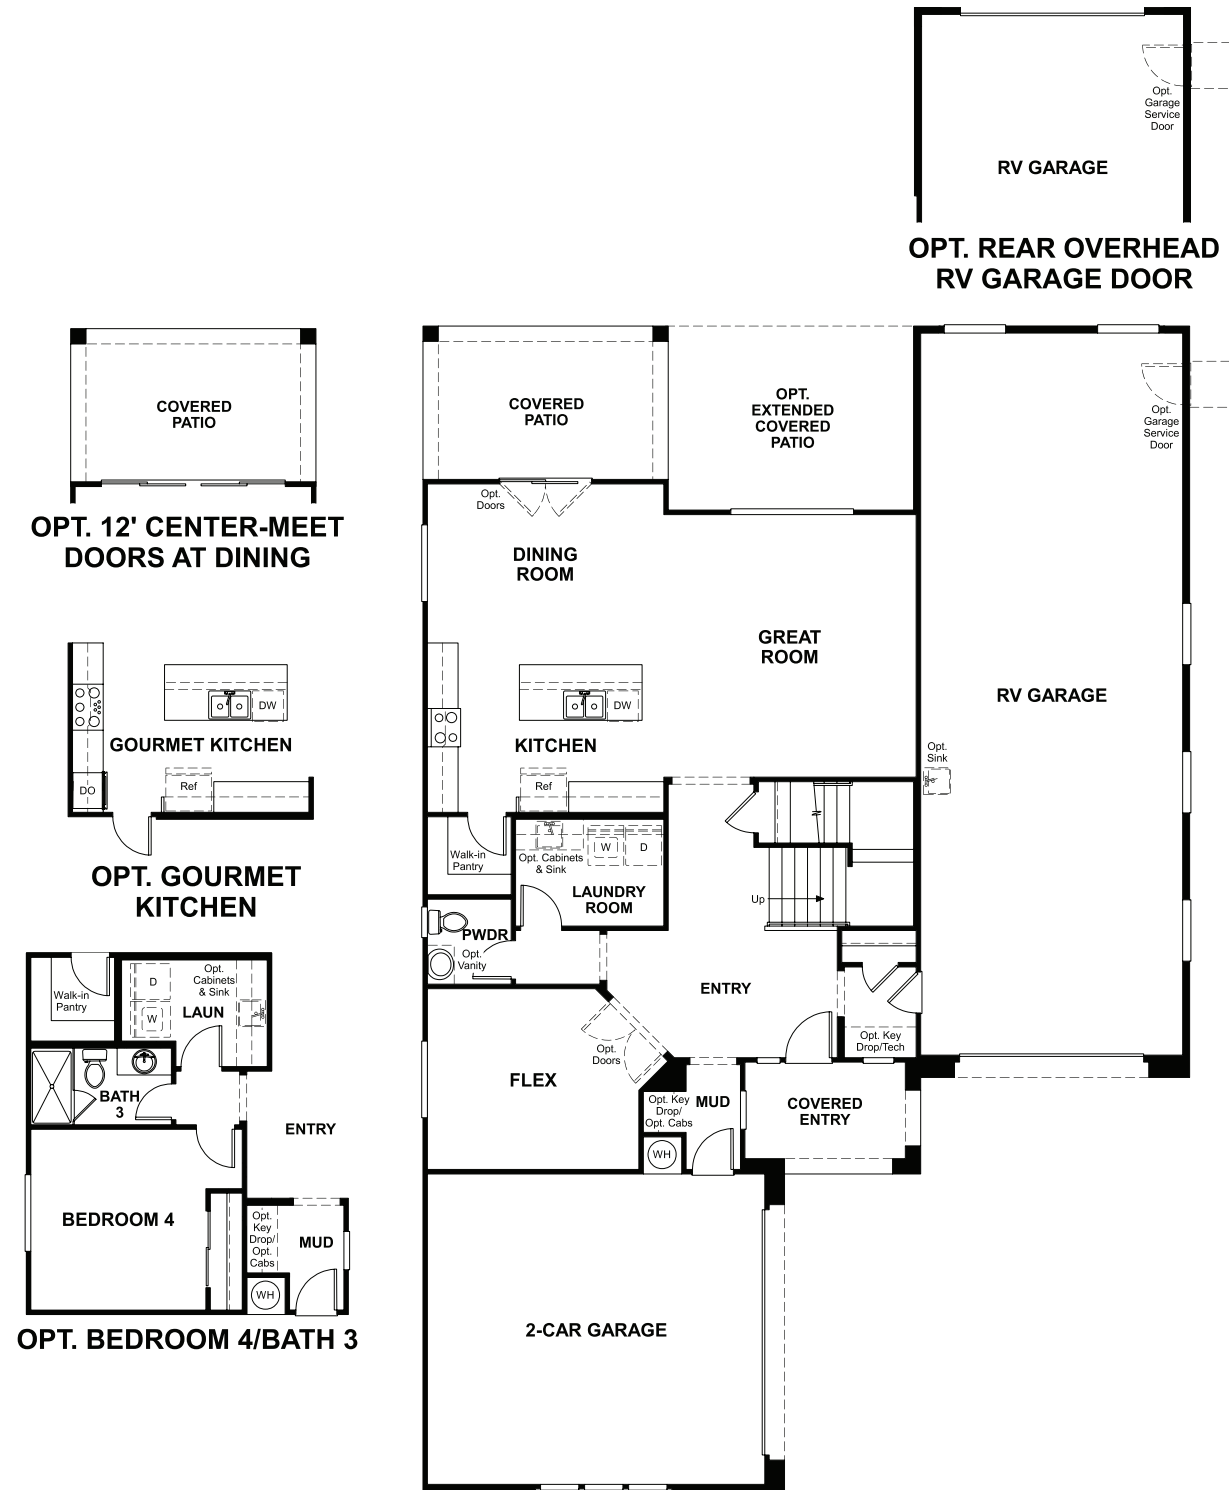 Opt.
Garage
Service
Door
RV GARAGE
OPT. REAR OVERHEAD
RV GARAGE DOOR
COVERED
PATIO
OPT. 12' CENTER-MEET
DOORS AT DINING
COVERED
PATIO
OPT.
EXTENDED
COVERED
PATIO
Opt.
Garage
Service
Door
Opt.
Doors
DINING
ROOM
GREAT
ROOM
RV GARAGE
Opt.
Sink
DW
GOURMET KITCHEN
DO
Ref
OPT. GOURMET
KITCHEN
DW
KITCHEN
Ref
Walk-in
Pantry
Opt. Cabinets
& Sink
W
D
LAUNDRY
ROOM
Up
PWDR
Opt.
Vanity
ENTRY
Opt. Key
Drop/Tech
Opt.
Doors
FLEX
Opt. Key
Drop/
Opt. Cabs
MUD
WH
COVERED
ENTRY
2-CAR GARAGE
Walk-in
Pantry
D
W
Opt.
Cabinets
& Sink
LAUN
BATH
3
ENTRY
BEDROOM 4
Opt.
Key
Drop/
Opt.
Cabs
MUD
WH
OPT. BEDROOM 4/BATH 3